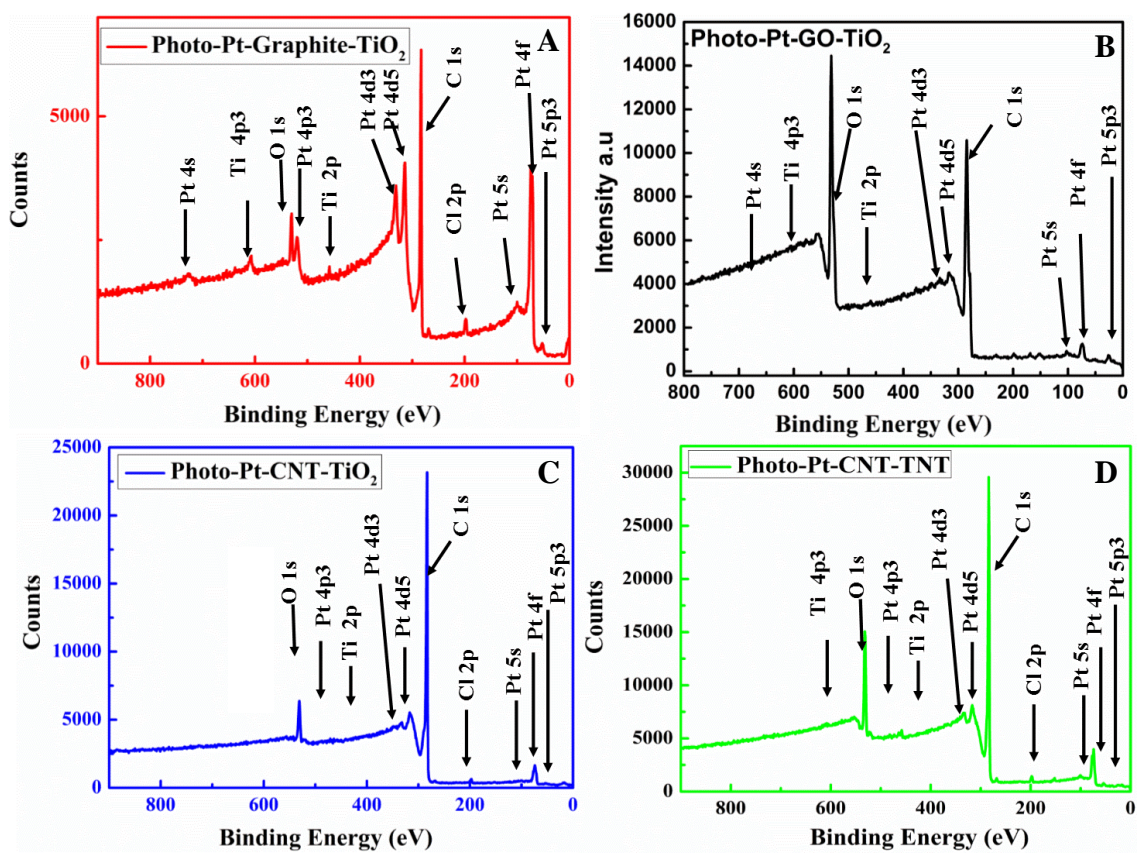 Photo-Pt-Graphite-TiO₂
A
Counts
5000
0
800
600
400
200
0
Binding Energy (eV)
Pt 4s
Ti 4p3
O 1s
Pt 4p3
Ti 2p
Pt 4d3
Pt 4d5
C 1s
Cl 2p
Pt 5s
Pt 4f
Pt 5p3
Photo-Pt-GO-TiO₂
B
Intensity a.u
16000
14000
12000
10000
8000
6000
4000
2000
0
800
700
600
500
400
300
200
100
0
Binding Energy (eV)
Pt 4s
Ti 4p3
O 1s
Ti 2p
Pt 4d3
Pt 4d5
C 1s
Pt 5s
Pt 4f
Pt 5p3
Photo-Pt-CNT-TiO₂
C
Counts
25000
20000
15000
10000
5000
0
800
600
400
200
0
Binding Energy (eV)
O 1s
Pt 4p3
Ti 2p
Pt 4d3
Pt 4d5
C 1s
Cl 2p
Pt 5s
Pt 4f
Pt 5p3
Photo-Pt-CNT-TNT
D
Counts
30000
25000
20000
15000
10000
5000
0
800
600
400
200
0
Binding Energy (eV)
Ti 4p3
O 1s
Pt 4p3
Ti 2p
Pt 4d3
Pt 4d5
C 1s
Cl 2p
Pt 5s
Pt 4f
Pt 5p3